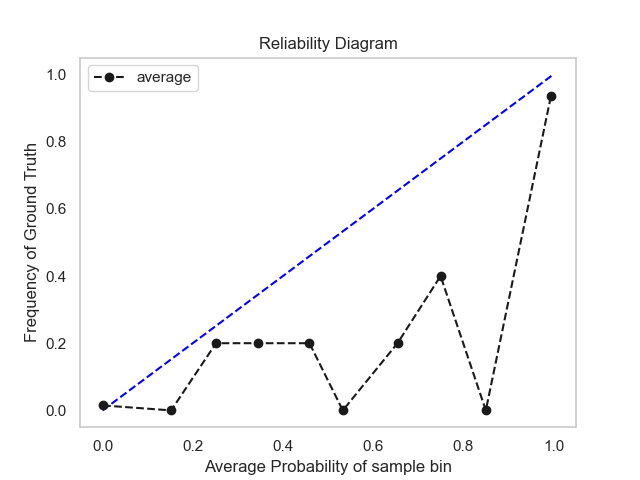 Reliability Diagram
average
Frequency of Ground Truth
1.0
0.8
0.6
0.4
0.2
0.0
0.0 0.2 0.4 0.6 0.8 1.0
Average Probability of sample bin